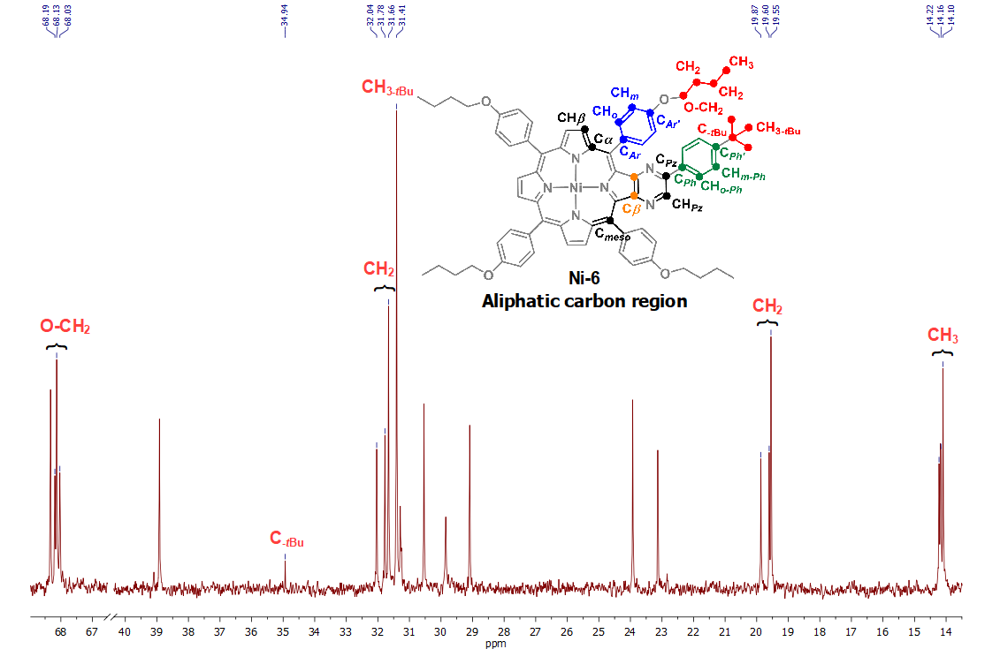 68.19
68.13
68.03
34.94
32.04
31.78
31.66
31.41
19.87
19.60
19.55
14.22
14.16
14.10
CH2
CH3
CH3-tBu
CHm
O
CH2
O
O-CH2
CHo
CAr'
CHβ
C-tBu
CH3-tBu
Cα
CAr
CPh'
N
CPz
N
CPh
CHm-Ph
CHo-Ph
N
Ni
N
Cβ
N
CHPz
N
Cmeso
CH2
O
O
Ni-6
Aliphatic carbon region
O-CH2
CH2
CH3
C-tBu
68 67 40 39 38 37 36 35 34 33 32 31 30 29 28 27 26 25 24 23 22 21 20 19 18 17 16 15 14
ppm